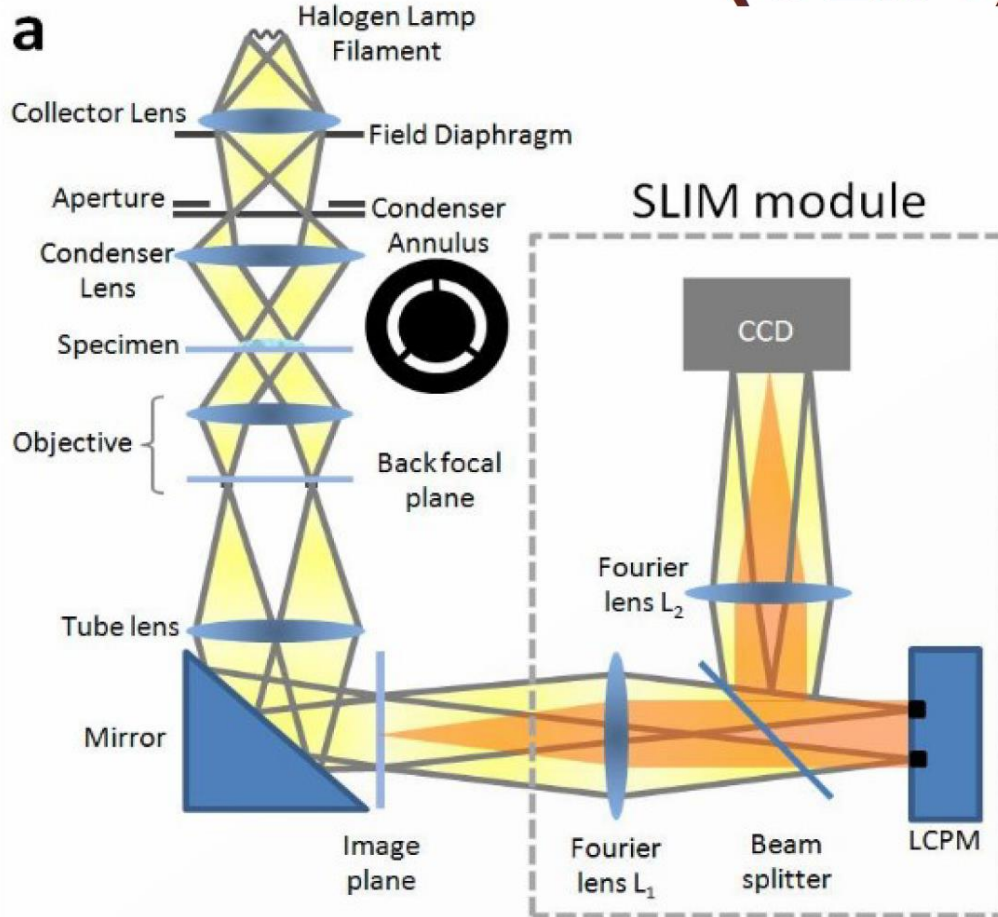 a
Halogen Lamp
Filament
Collector Lens
Field Diaphragm
Aperture
Condenser
Annulus
Condenser
Lens
SLIM module
CCD
Specimen
Objective
Back focal
plane
Fourier
lens L₂
Tube lens
Mirror
Image
plane
Fourier
lens L₁
Beam
splitter
LCPM